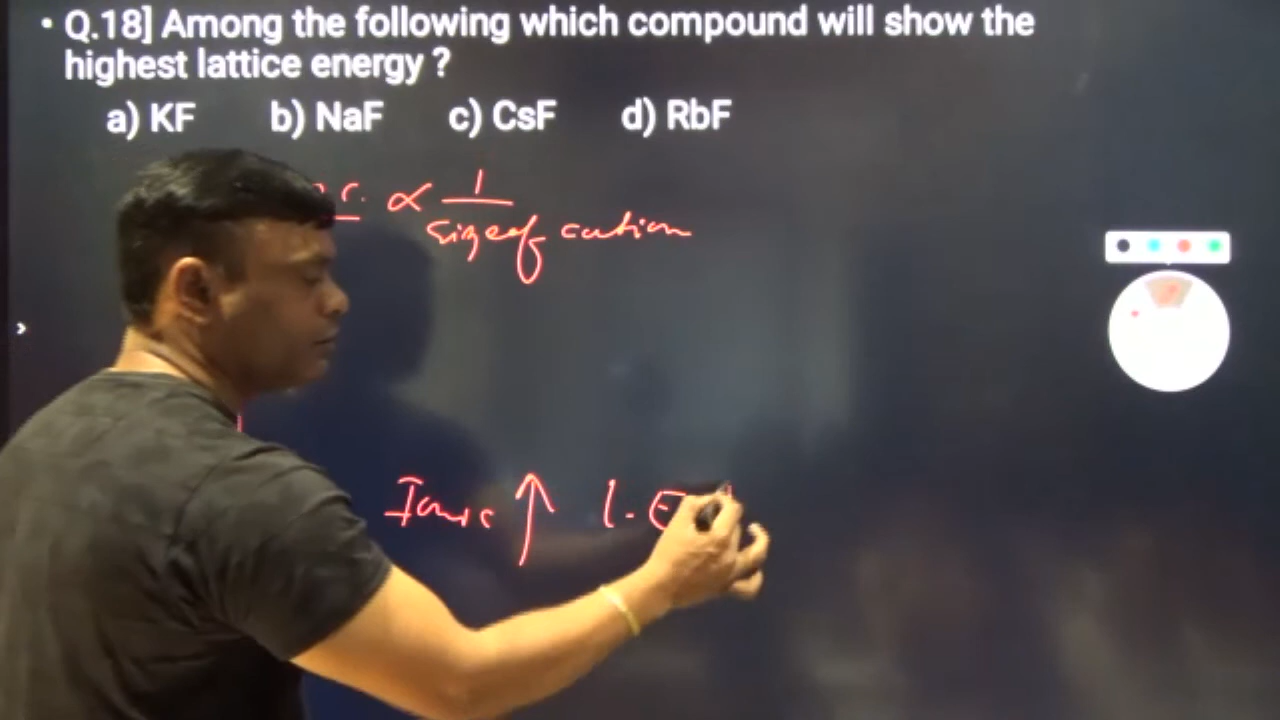 • Q.18] Among the following which compound will show the
highest lattice energy ?
a) KF b) NaF c) CsF d) RbF
∝ 1
size of cation
Ionic ↑ L.E